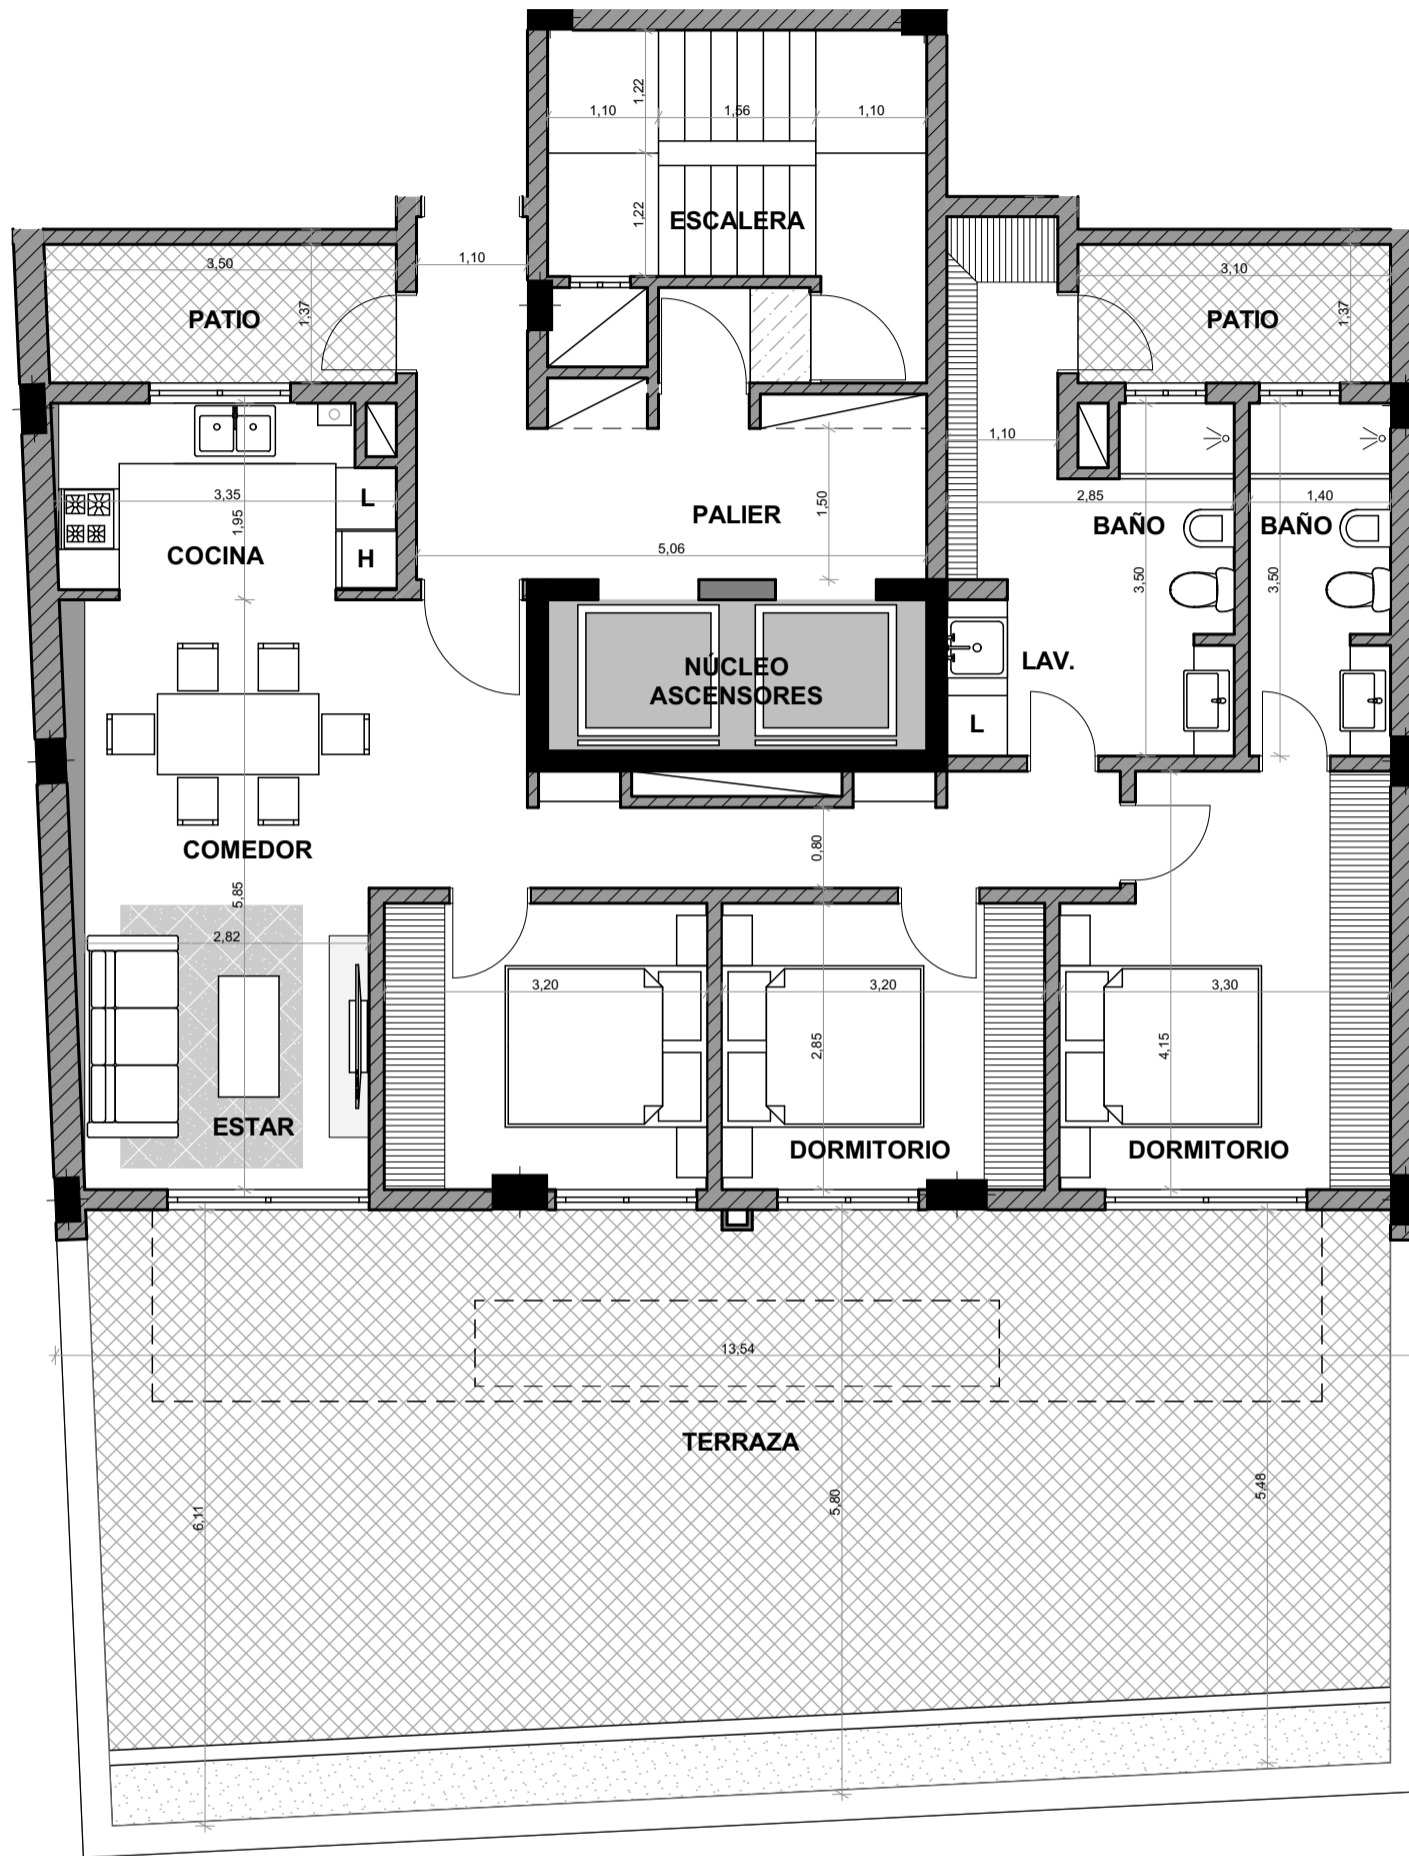 1,22
1,10
1,56
1,10
1,22
ESCALERA
3,50
1,37
PATIO
1,10
3,10
1,37
PATIO
3,35
1,95
COCINA
L
H
PALIER
1,50
5,06
1,10
2,85
1,40
BAÑO
BAÑO
3,50
3,50
NÚCLEO
ASCENSORES
LAV.
L
COMEDOR
5,85
0,80
2,82
ESTAR
3,20
3,20
2,85
DORMITORIO
3,30
4,15
DORMITORIO
13,54
TERRAZA
6,11
5,80
5,48